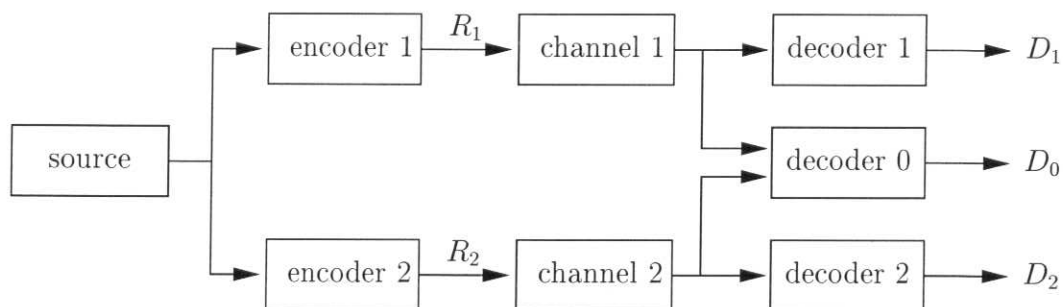 encoder 1 R₁ channel 1 decoder 1 D₁
source decoder 0 D₀
encoder 2 R₂ channel 2 decoder 2 D₂